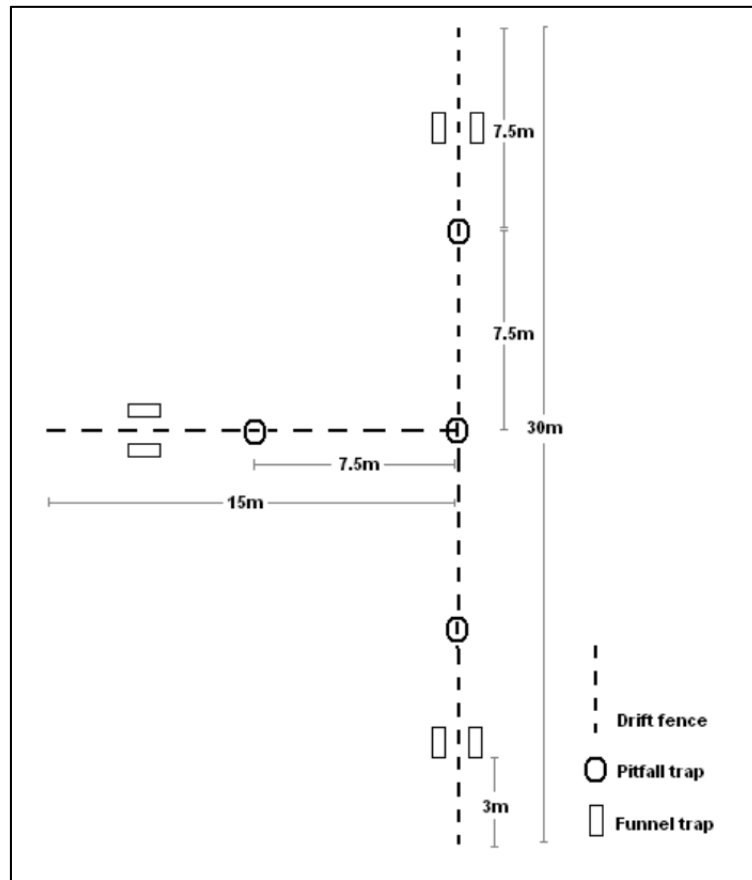 7.5m
7.5m
30m
7.5m
15m
3m
Drift fence
Pitfall trap
Funnel trap